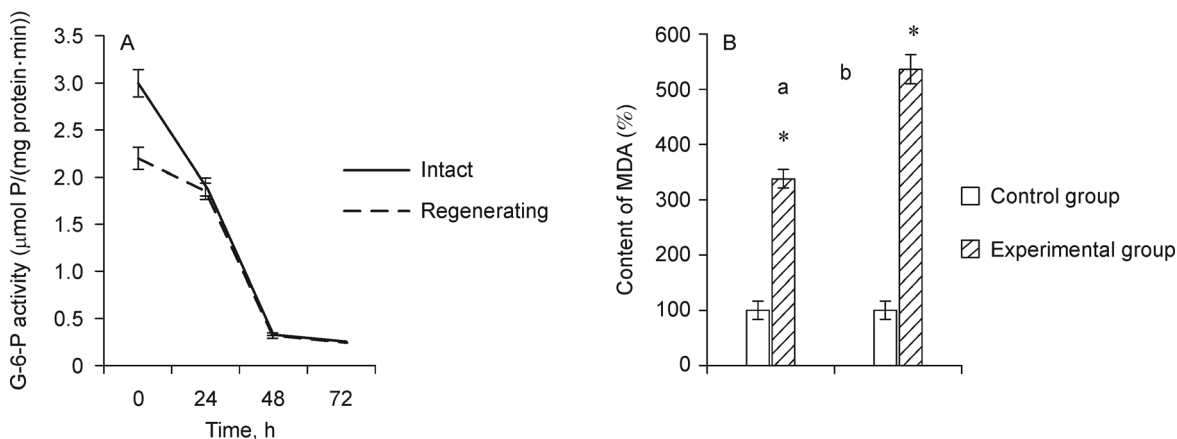 G-6-P activity (μmol P/(mg protein·min))
A
3.5
3.0
2.5
2.0
1.5
1.0
0.5
0
0 24 48 72
Time, h
Intact
Regenerating
Content of MDA (%)
B
600
500
400
300
200
100
0
a
*
b
*
Control group
Experimental group